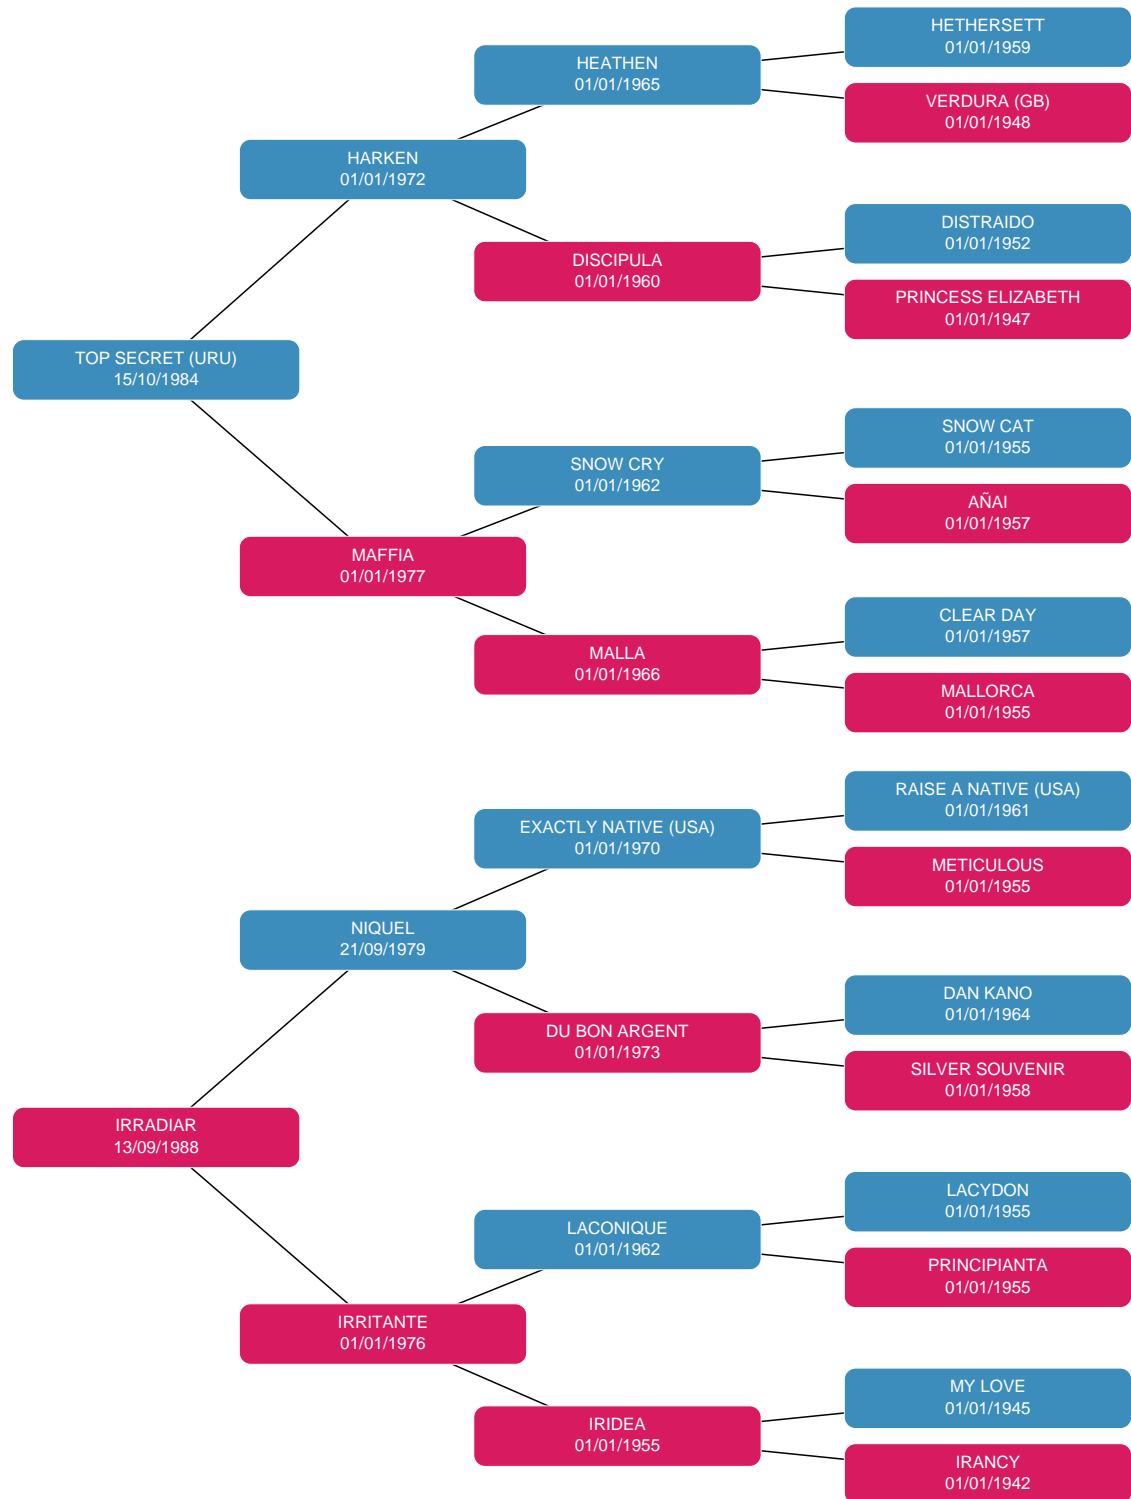 HETHERSETT
01/01/1959
HEATHEN
01/01/1965
VERDURA (GB)
01/01/1948
HARKEN
01/01/1972
DISTRAIDO
01/01/1952
DISCIPULA
01/01/1960
PRINCESS ELIZABETH
01/01/1947
TOP SECRET (URU)
15/10/1984
SNOW CAT
01/01/1955
SNOW CRY
01/01/1962
AÑAI
01/01/1957
MAFFIA
01/01/1977
CLEAR DAY
01/01/1957
MALLA
01/01/1966
MALLORCA
01/01/1955
RAISE A NATIVE (USA)
01/01/1961
EXACTLY NATIVE (USA)
01/01/1970
METICULOUS
01/01/1955
NIQUEL
21/09/1979
DAN KANO
01/01/1964
DU BON ARGENT
01/01/1973
SILVER SOUVENIR
01/01/1958
IRRADIAR
13/09/1988
LACYDON
01/01/1955
LACONIQUE
01/01/1962
PRINCIPIANTA
01/01/1955
IRRITANTE
01/01/1976
MY LOVE
01/01/1945
IRIDEA
01/01/1955
IRANCY
01/01/1942